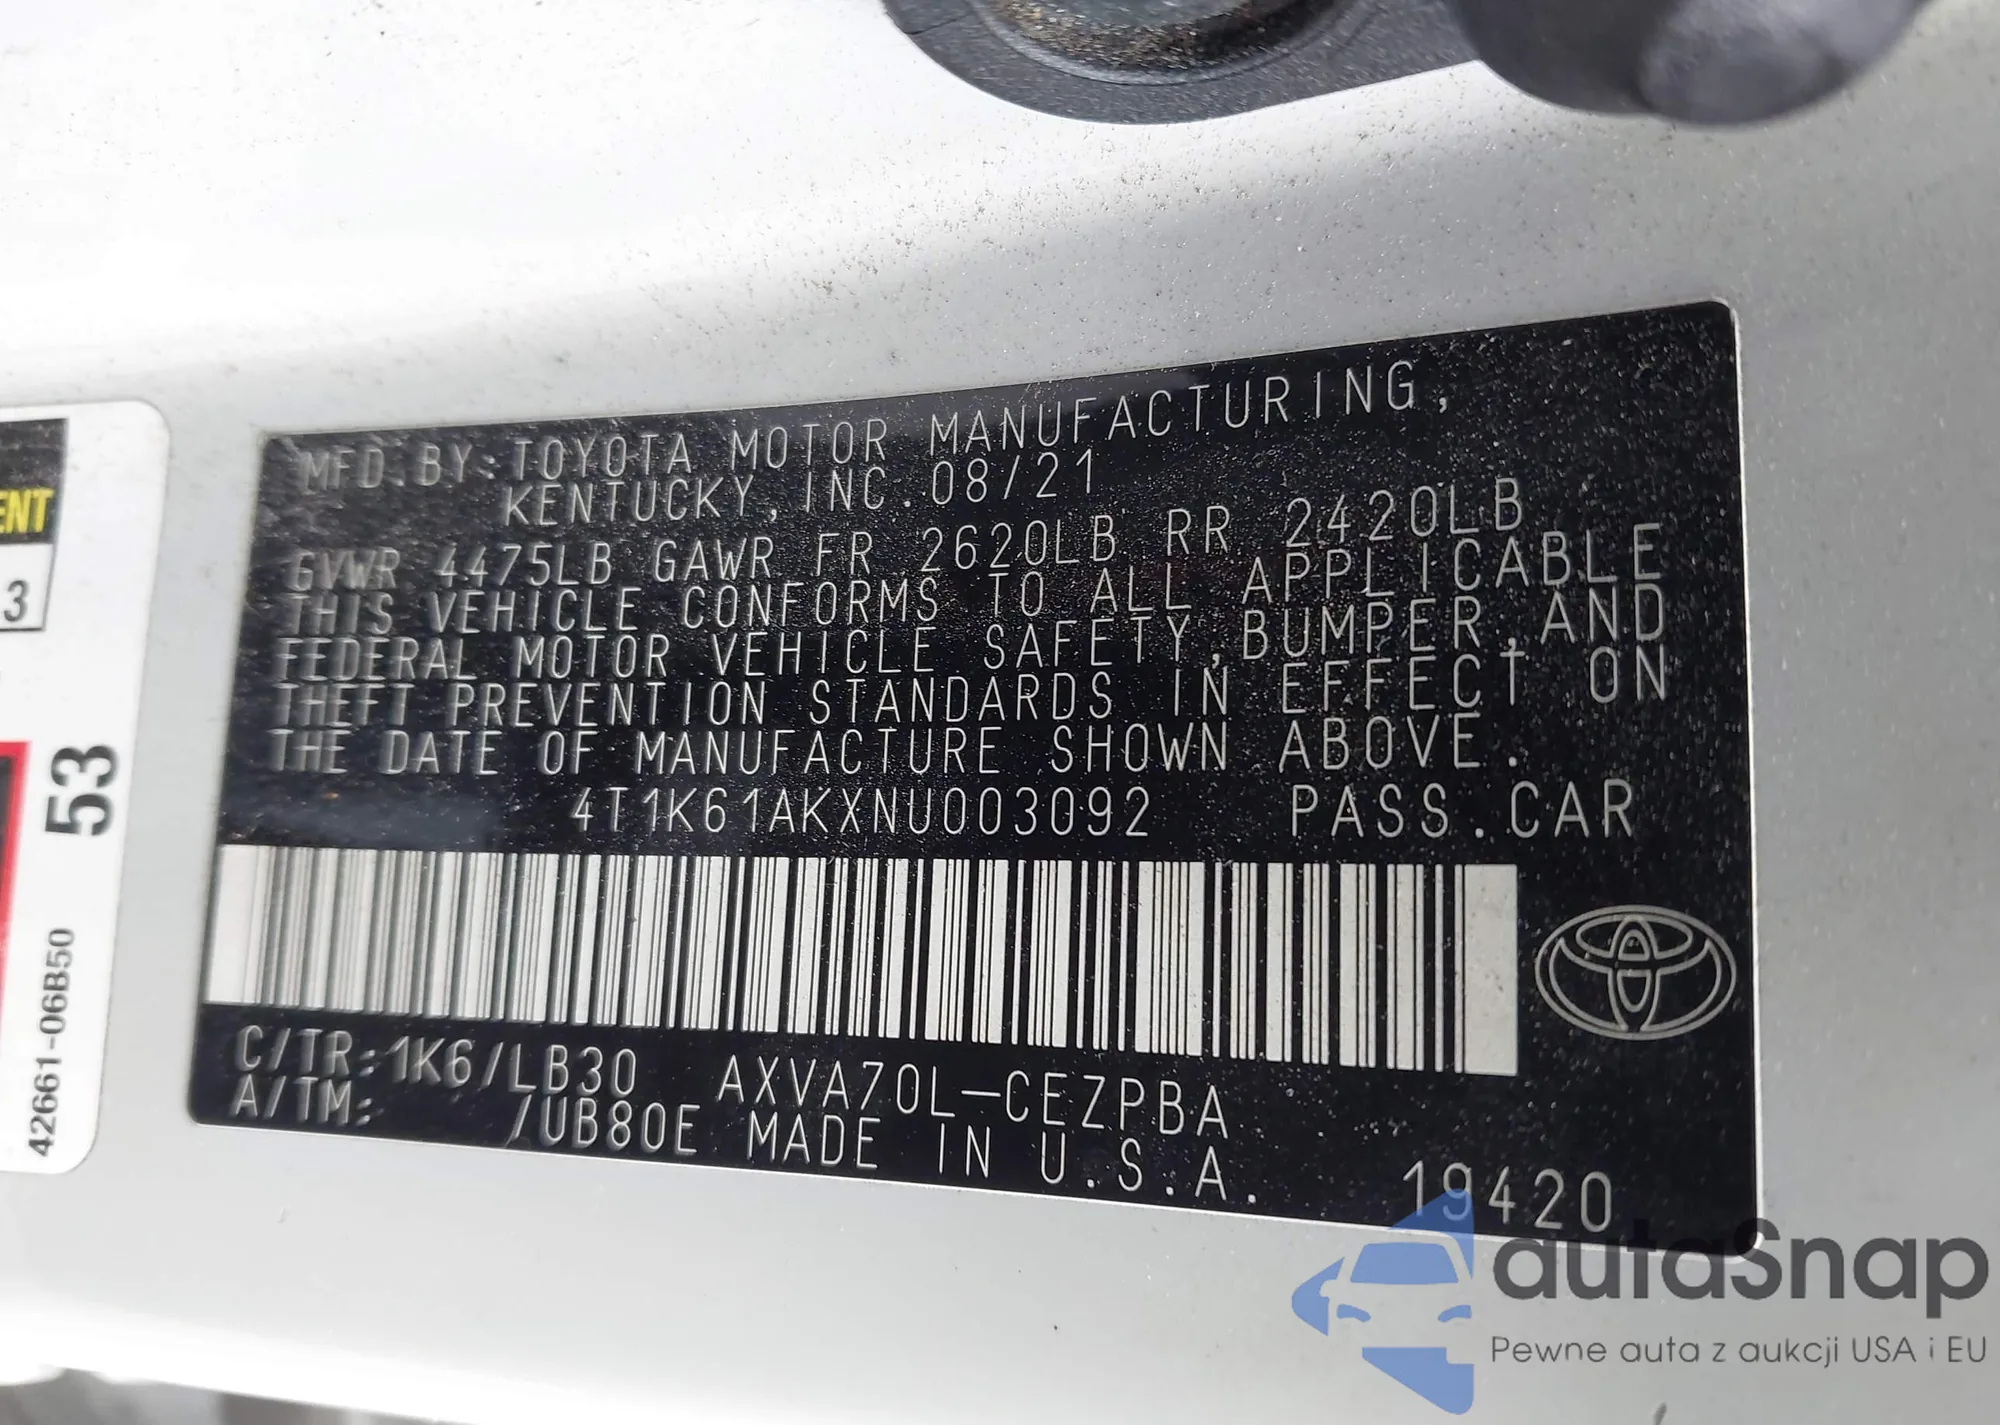 MFD.BY:TOYOTA MOTOR MANUFACTURING,
KENTUCKY,INC.08/21
GVWR 4475LB GAWR FR 2620LB RR 2420LB
THIS VEHICLE CONFORMS TO ALL APPLICABLE
FEDERAL MOTOR VEHICLE SAFETY,BUMPER,AND
THEFT PREVENTION STANDARDS IN EFFECT ON
THE DATE OF MANUFACTURE SHOWN ABOVE.
4T1K61AKXNU003092 PASS.CAR
C/TR:1K6/LB30 AXVA70L-CEZPBA
A/TM: /UB80E MADE IN U.S.A.
19420
ENT
3
53
42661-06B50
autaSnap
Pewne auta z aukcji USA i EU